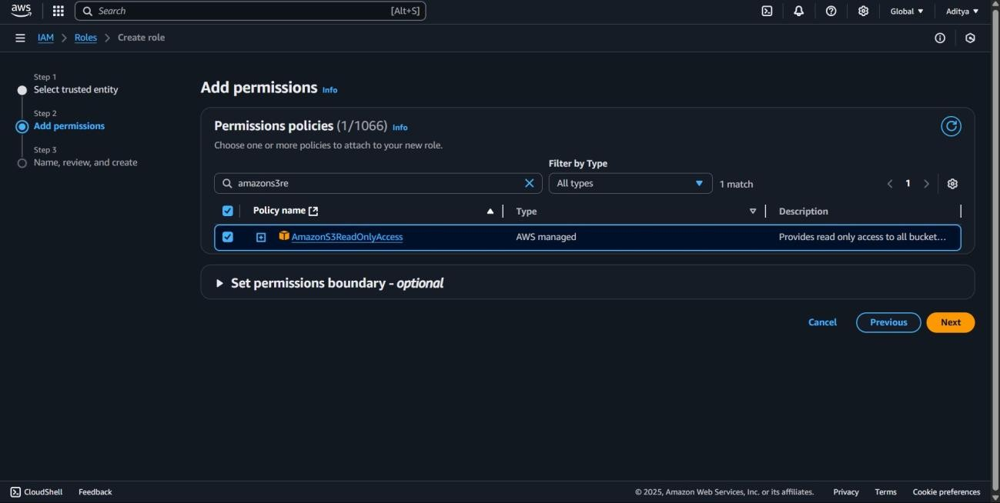 aws
Search [Alt+S]
Global
Aditya
IAM > Roles > Create role
Step 1
Select trusted entity
Step 2
Add permissions
Step 3
Name, review, and create
Add permissions Info
Permissions policies (1/1066) Info
Choose one or more policies to attach to your new role.
Filter by Type
amazons3re
All types
1 match
1
Policy name
Type
Description
AmazonS3ReadOnlyAccess
AWS managed
Provides read only access to all bucket...
Set permissions boundary - optional
Cancel
Previous
Next
CloudShell
Feedback
© 2025, Amazon Web Services, Inc. or its affiliates.
Privacy
Terms
Cookie preferences